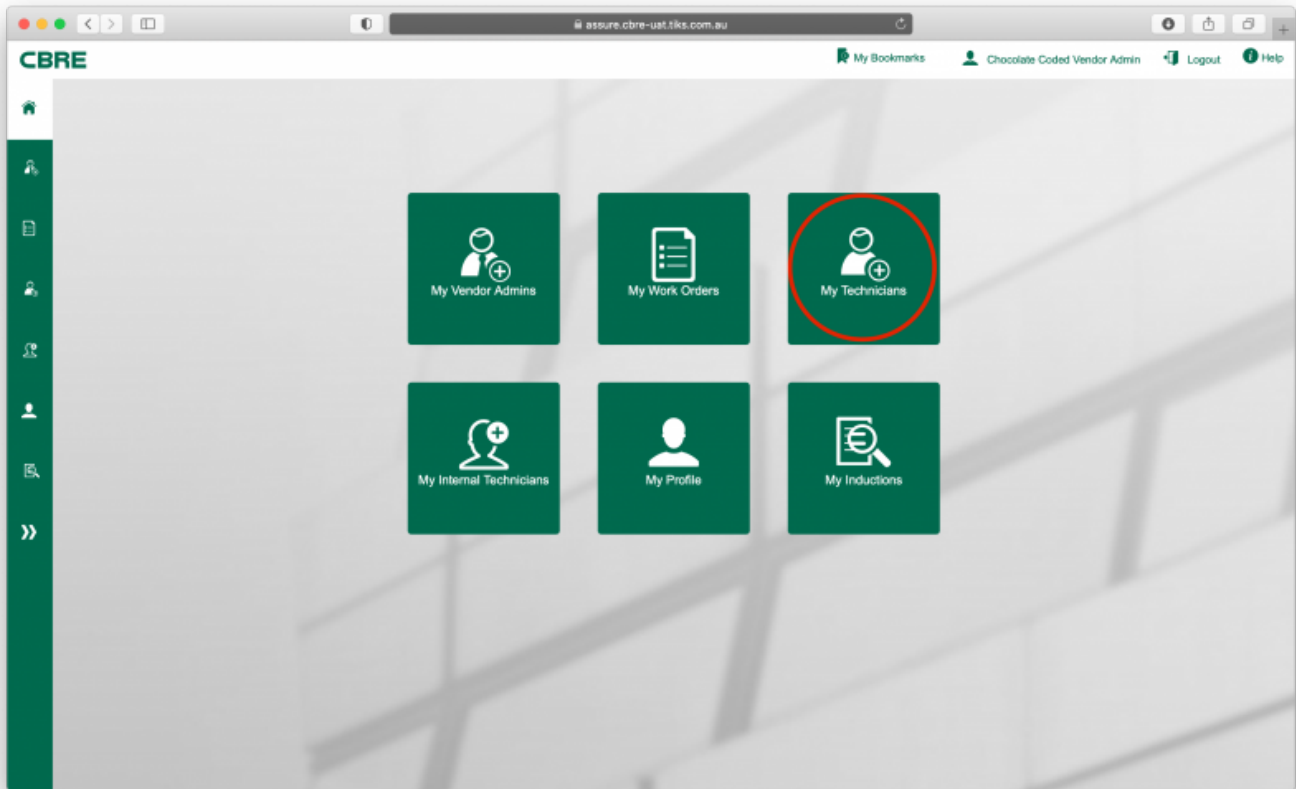 assure.cbre-uat.tiks.com.au
CBRE
My Bookmarks
Chocolate Coded Vendor Admin
Logout
Help
My Vendor Admins
My Work Orders
My Technicians
My Internal Technicians
My Profile
My Inductions